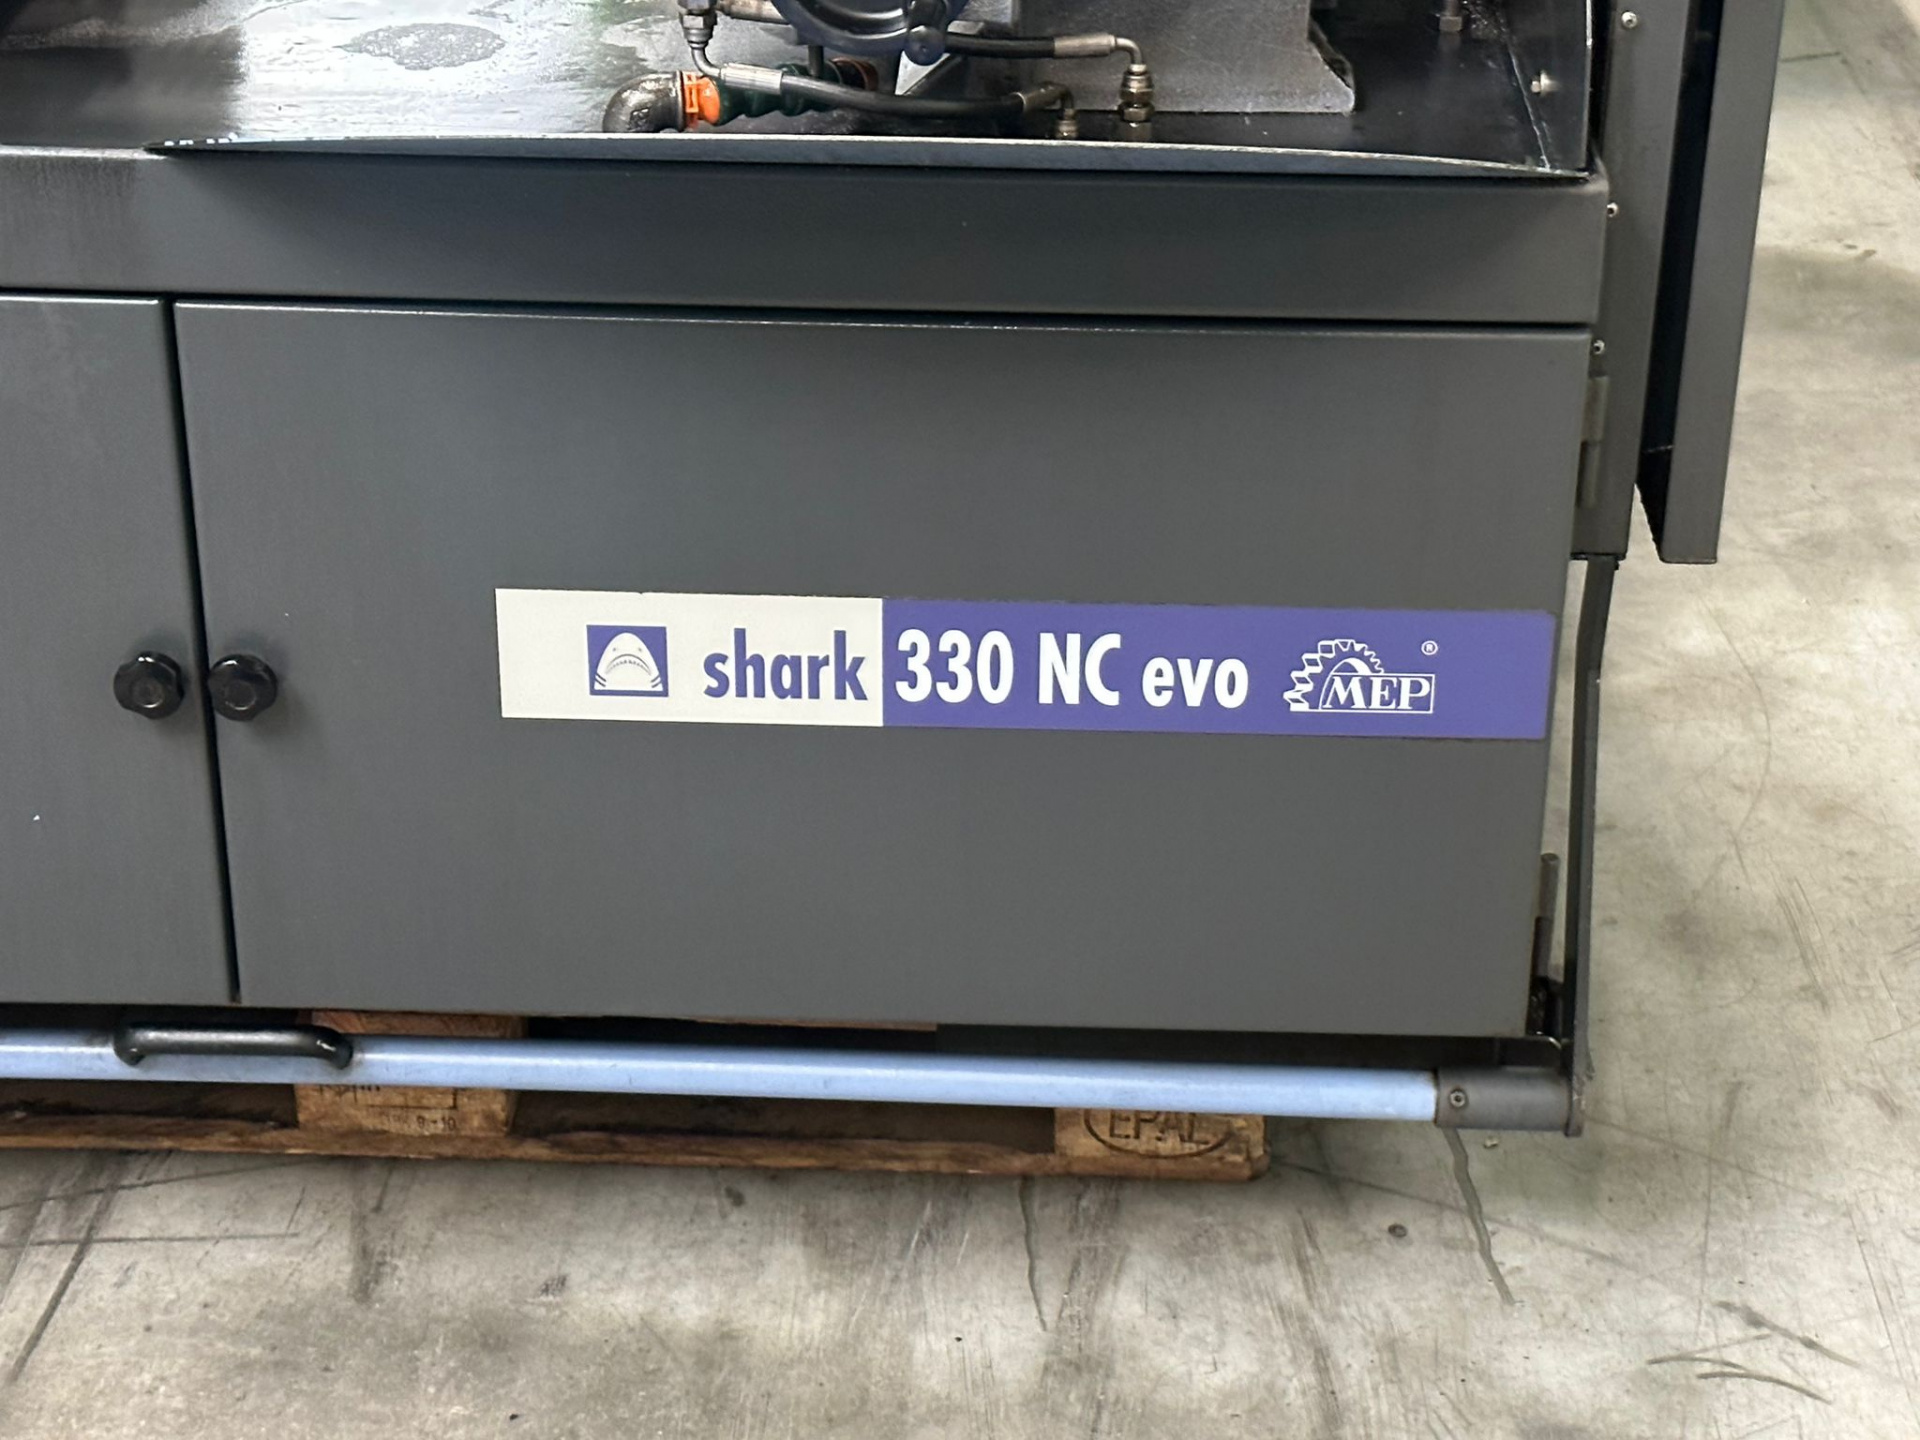 shark 330 NC evo MEP ®
EPAL